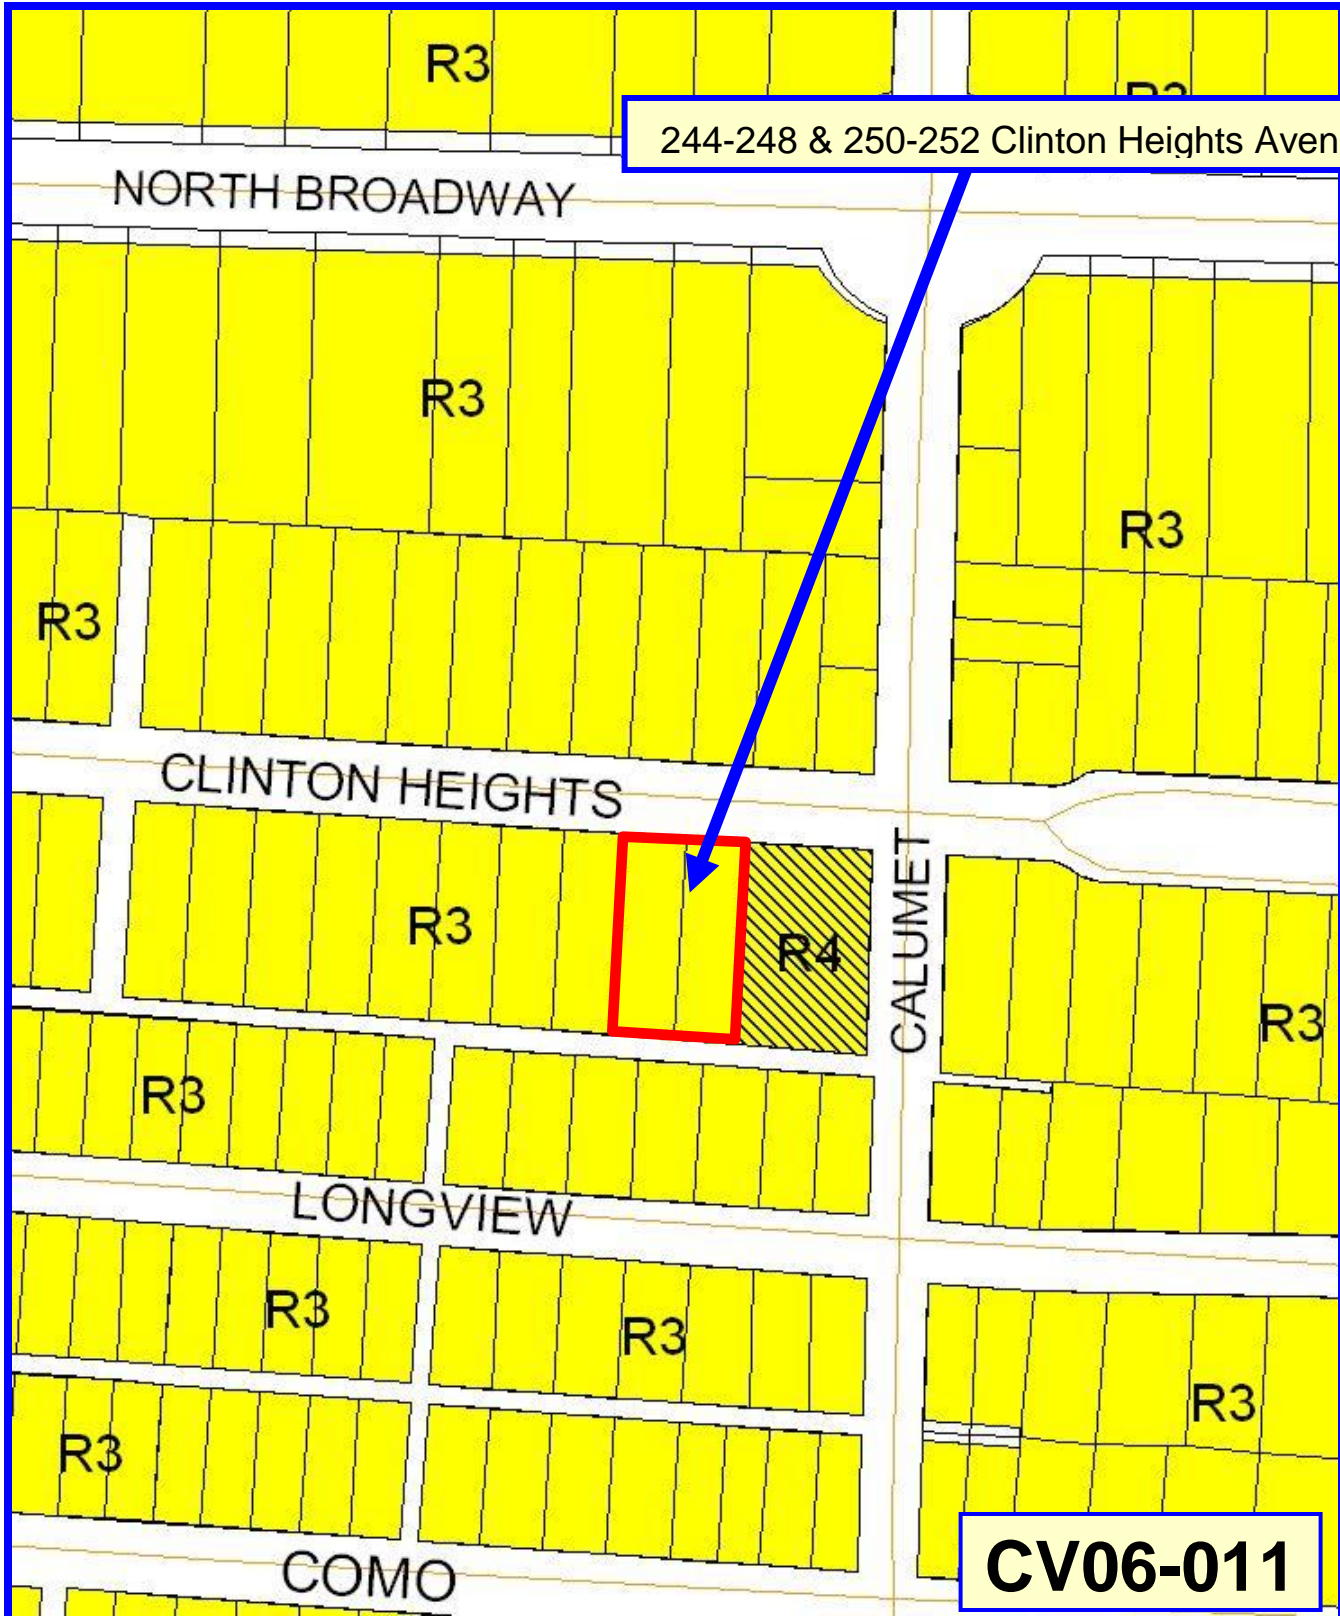 R3
244-248 & 250-252 Clinton Heights Aven
NORTH BROADWAY
R3
R3
R3
CLINTON HEIGHTS
CALUMET
R3
R4
R3
R3
LONGVIEW
R3
R3
R3
R3
COMO
CV06-011